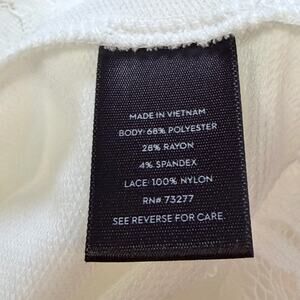 MADE IN VIETNAM
BODY: 68% POLYESTER
28% RAYON
4% SPANDEX
LACE: 100% NYLON
RN# 73277
SEE REVERSE FOR CARE.